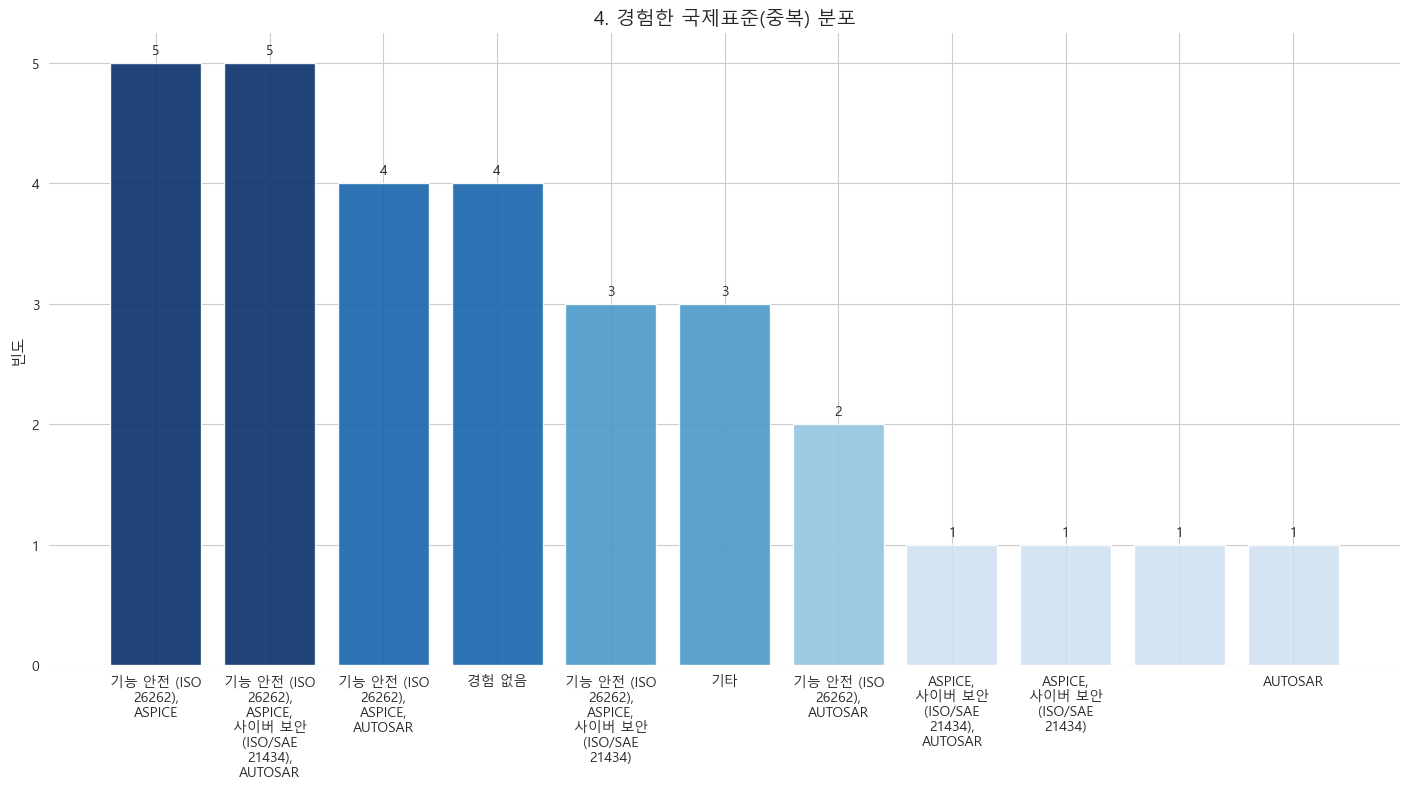 4. 경험한 국제표준(중복) 분포
빈도
5
4
3
2
1
0
5
5
4
4
3
3
2
1
1
1
1
기능 안전 (ISO
26262),
ASPICE
기능 안전 (ISO
26262),
ASPICE,
사이버 보안
(ISO/SAE
21434),
AUTOSAR
기능 안전 (ISO
26262),
ASPICE,
AUTOSAR
경험 없음
기능 안전 (ISO
26262),
ASPICE,
사이버 보안
(ISO/SAE
21434)
기타
기능 안전 (ISO
26262),
AUTOSAR
ASPICE,
사이버 보안
(ISO/SAE
21434),
AUTOSAR
ASPICE,
사이버 보안
(ISO/SAE
21434)
AUTOSAR